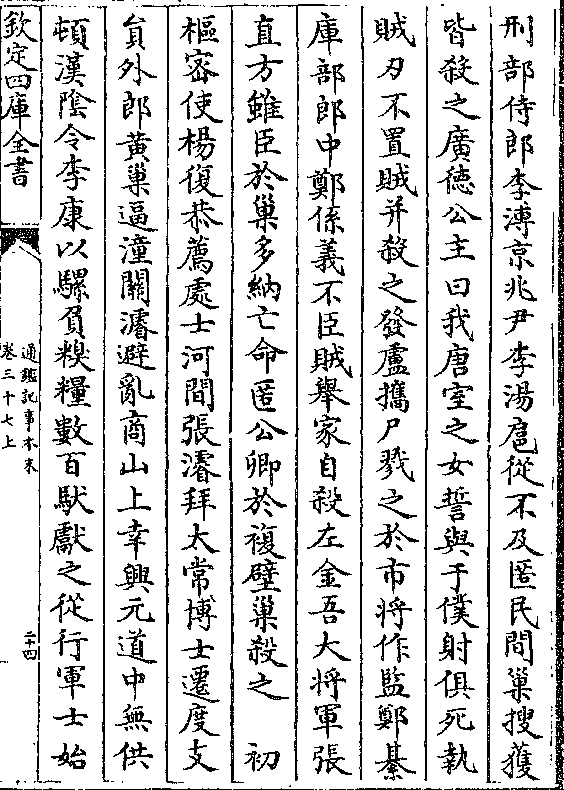 刑部侍郎李溥京兆尹李湯扈從不及匿民間巢搜獲
皆殺之廣德公主曰我唐室之女誓與于僕射俱死執
賊刃不置賊并殺之發盧攜尸戮之於市將作監鄭綦
庫部郎中鄭係義不臣賊舉家自殺左金吾大將軍張
直方雖臣於巢多納亡命匿公卿於複壁巢殺之　初
樞密使楊復恭薦處士河間張濬拜太常博士遷度支
員外郎黄巢逼潼關濬避亂商山上幸興元道中無供
頓漢陰令李康以騾負糗糧數百䭾獻之從行軍士始
欽定四庫全書
通鑑紀事本末
卷三十七上
二十四